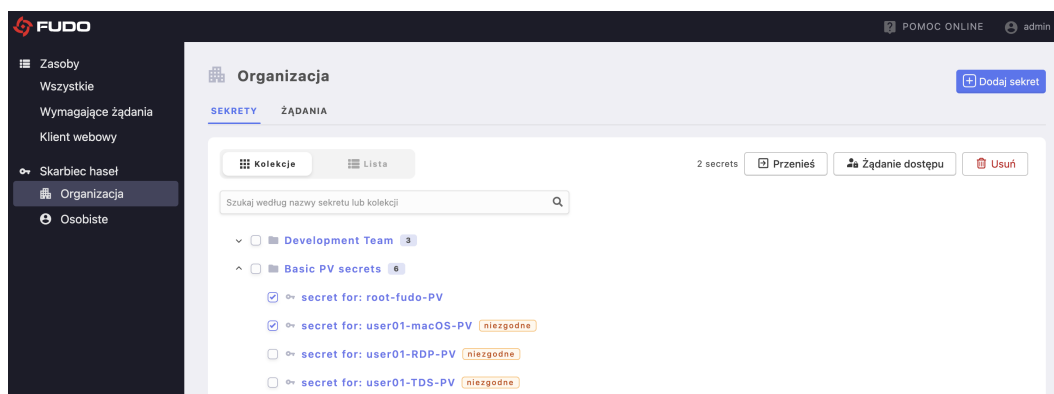 FUDO
POMOC ONLINE
admin
Zasoby
Wszystkie
Wymagające żądania
Klient webowy
Skarbiec haseł
Organizacja
Osobiste
Organizacja
Dodaj sekret
SEKRETY ŻĄDANIA
Kolekcje Lista
2 secrets Przenieś Żądanie dostępu Usuń
Szukaj według nazwy sekretu lub kolekcji
Development Team 3
Basic PV secrets 6
secret for: root-fudo-PV
secret for: user01-macOS-PV niezgodne
secret for: user01-RDP-PV niezgodne
secret for: user01-TDS-PV niezgodne